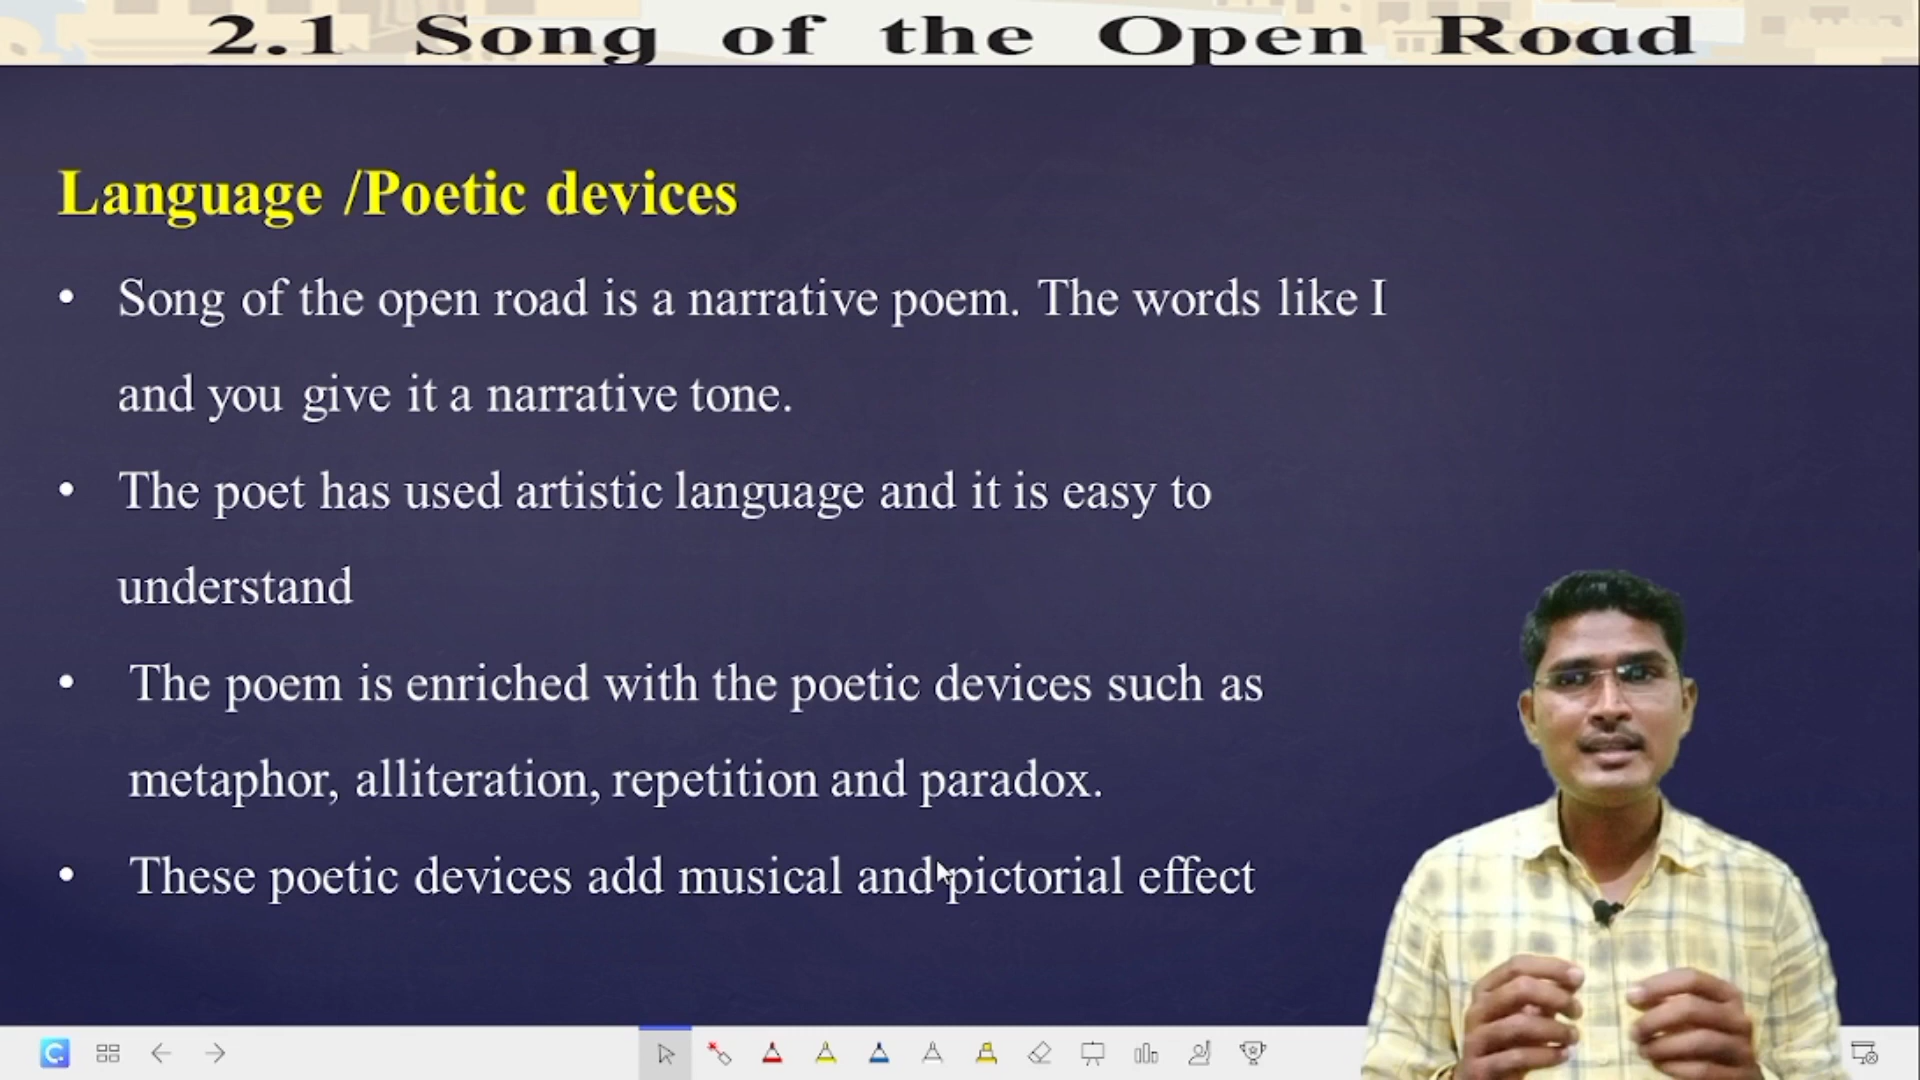 2.1 Song of the Open Road
Language /Poetic devices
• Song of the open road is a narrative poem. The words like I
and you give it a narrative tone.
• The poet has used artistic language and it is easy to
understand
• The poem is enriched with the poetic devices such as
metaphor, alliteration, repetition and paradox.
• These poetic devices add musical and pictorial effect